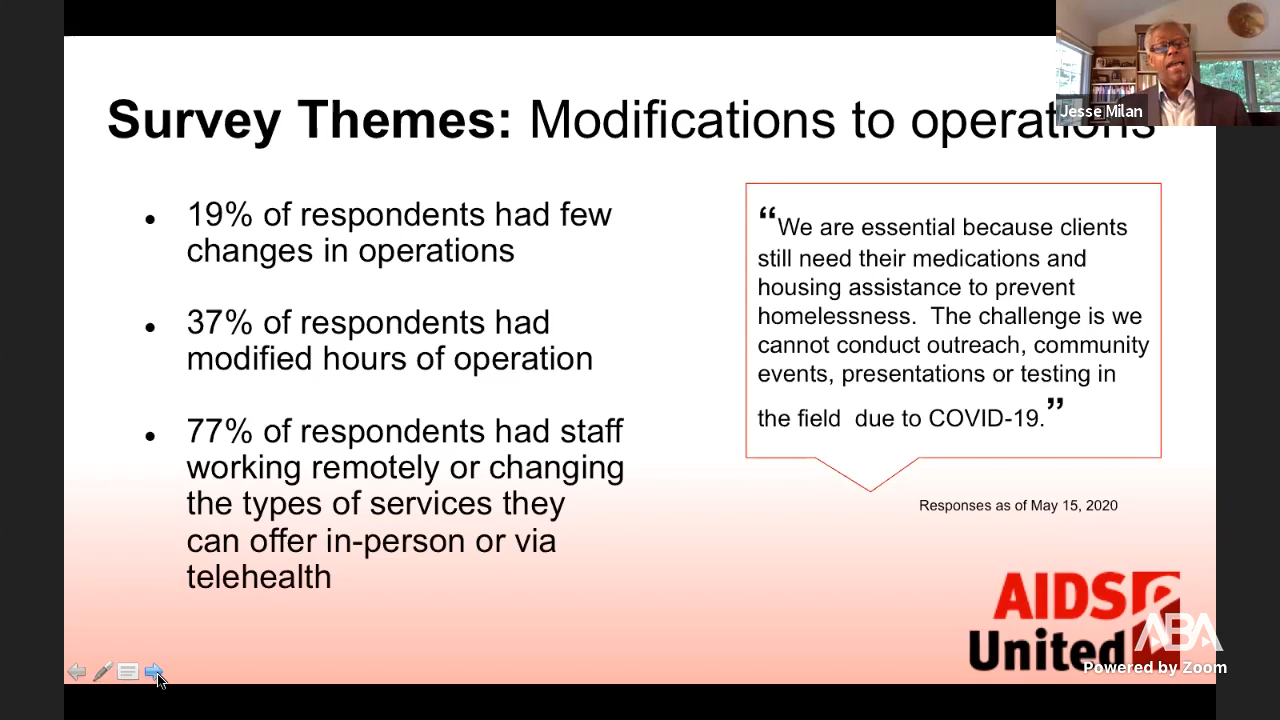 Survey Themes: Modifications to operations
Jesse Milan
● 19% of respondents had few
changes in operations
● 37% of respondents had
modified hours of operation
● 77% of respondents had staff
working remotely or changing
the types of services they
can offer in-person or via
telehealth
“We are essential because clients
still need their medications and
housing assistance to prevent
homelessness.  The challenge is we
cannot conduct outreach, community
events, presentations or testing in
the field  due to COVID-19.”
Responses as of May 15, 2020
AIDS
United
ABA
Powered by Zoom